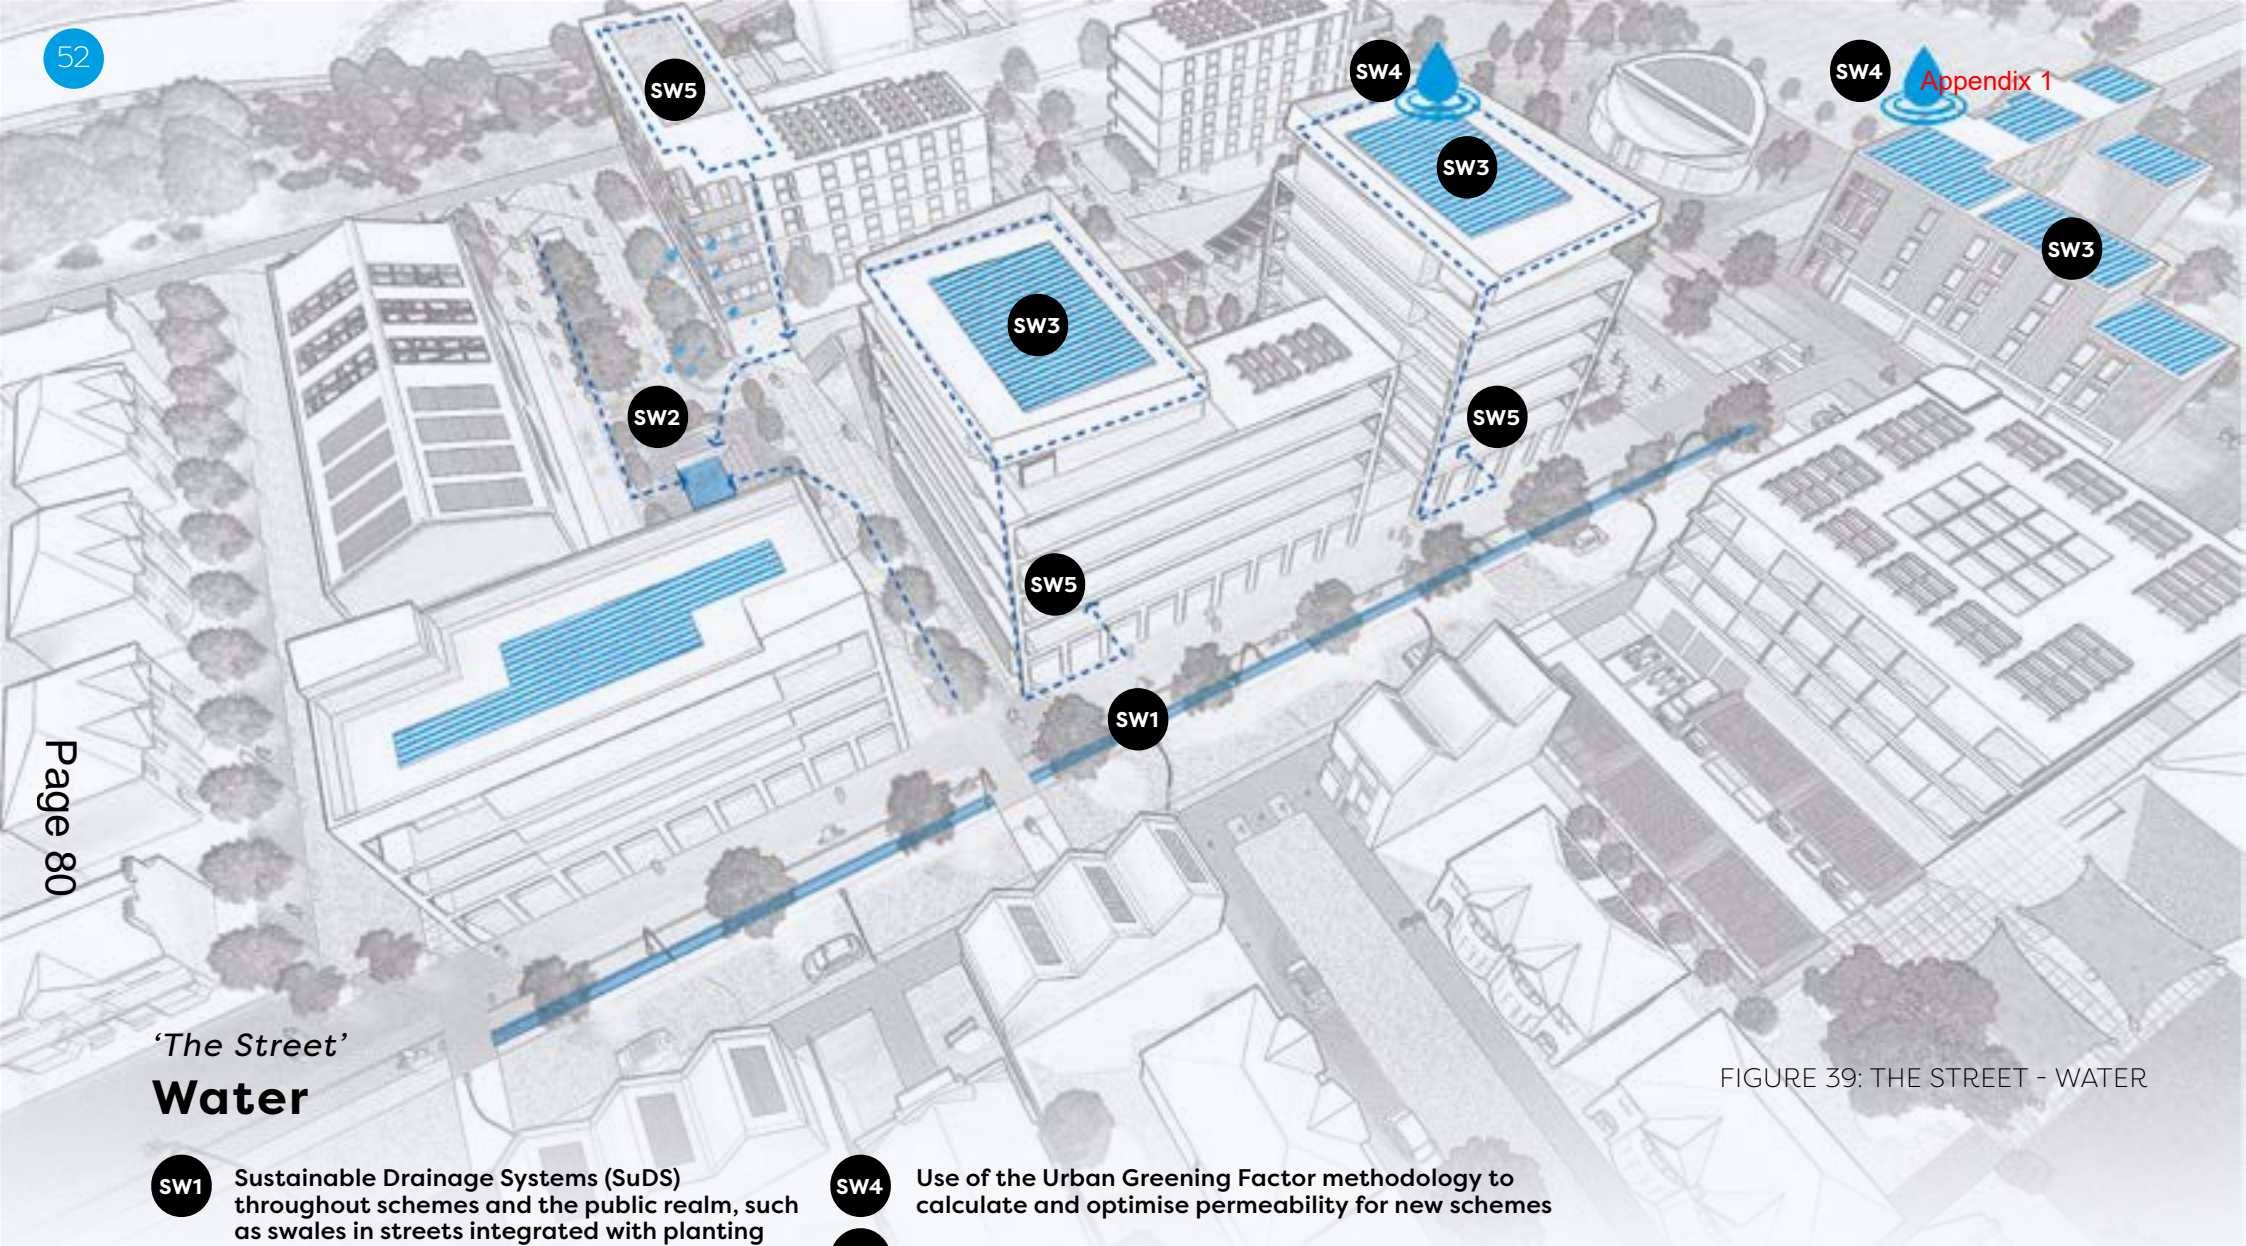 52
SW5
SW4
SW4
Appendix 1
SW3
SW3
SW3
SW2
SW5
SW5
SW1
Page 80
‘The Street’
Water
FIGURE 39: THE STREET - WATER
SW1
Sustainable Drainage Systems (SuDS)
throughout schemes and the public realm, such
as swales in streets integrated with planting
SW4
Use of the Urban Greening Factor methodology to
calculate and optimise permeability for new schemes